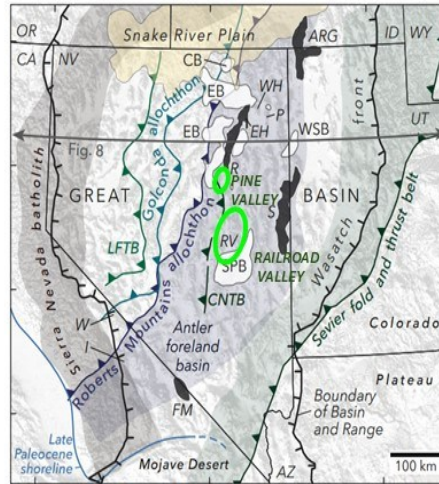 OR
Snake River Plain
ID
WY
CA
NV
CB
ARG
EB
WH
P
front
UT
EB
EH
WSB
Fig. 8
R
allochthon
Golconda
PINE
VALLEY
GREAT
BASIN
S
Sierra Nevada batholith
LFTB
RV
RAILROAD
VALLEY
SPB
Wasatch
Sevier fold and thrust belt
CNTB
Roberts Mountains allochthon
W
Antler
foreland
basin
I
Colorado
Plateau
FM
Boundary
of Basin
and Range
Late
Paleocene
shoreline
Mojave Desert
AZ
100 km